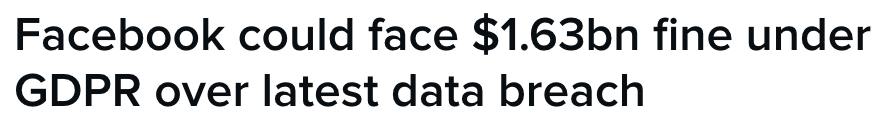 Facebook could face $1.63bn fine under
GDPR over latest data breach